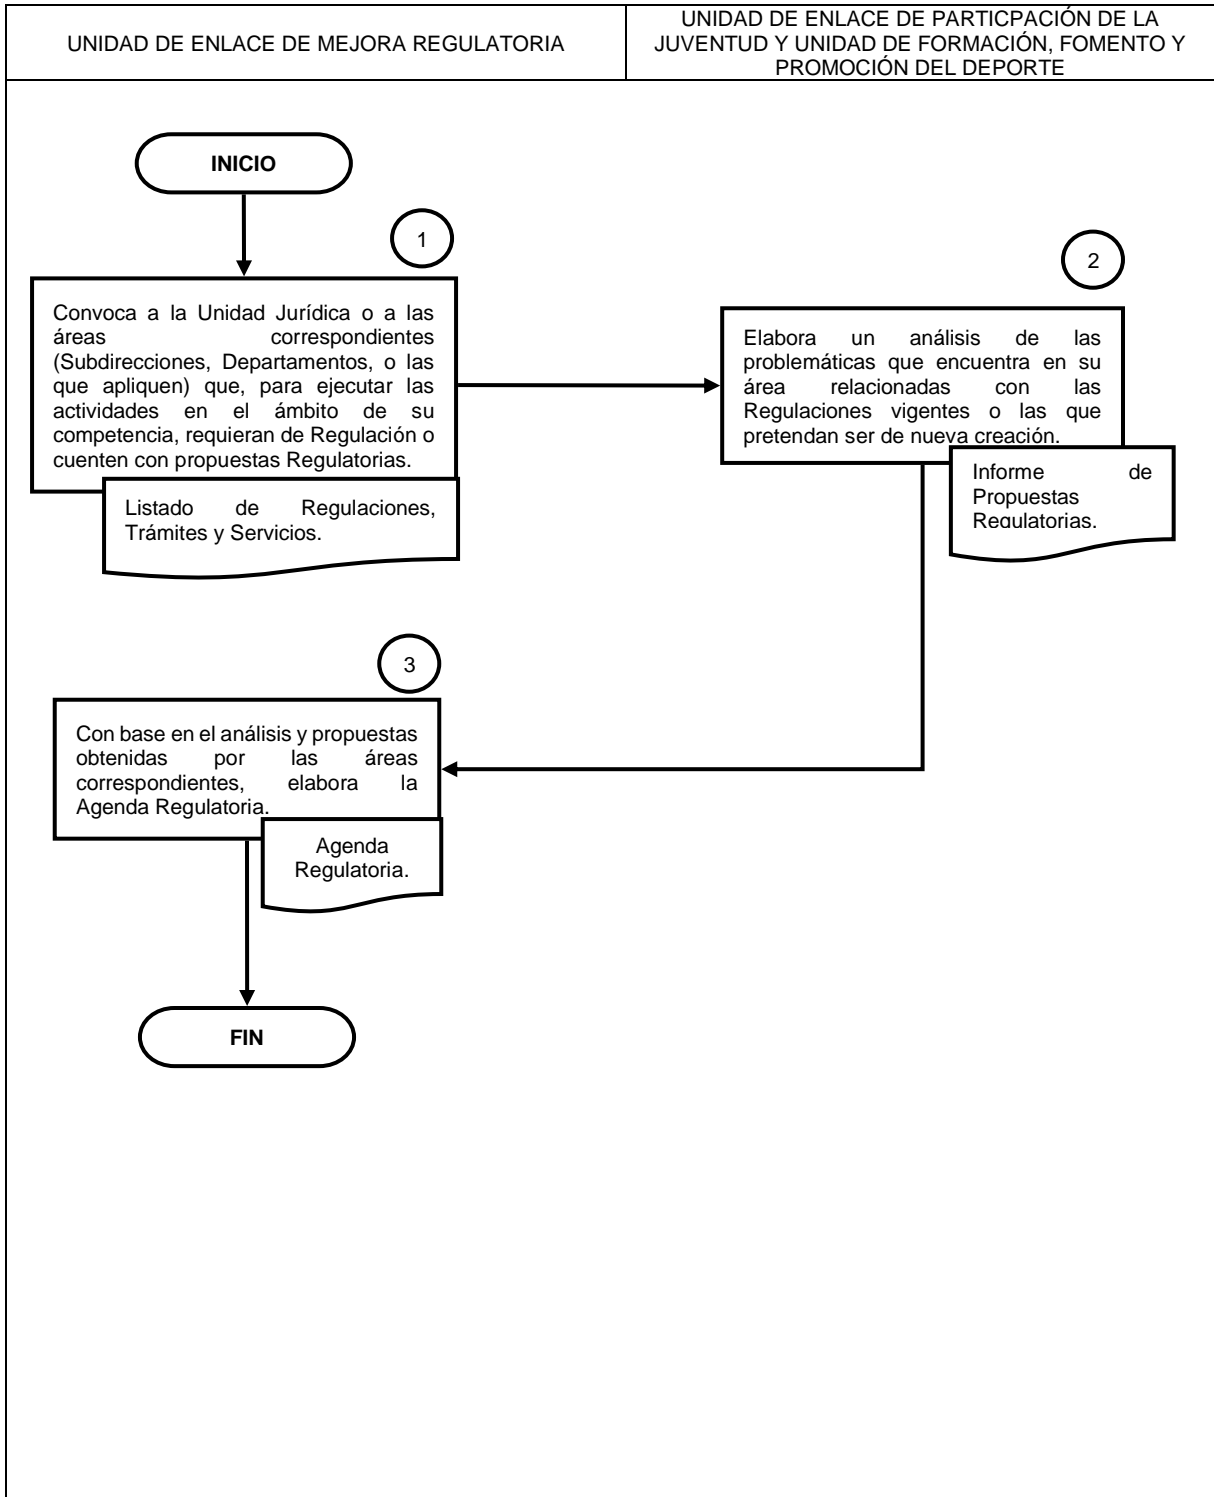 UNIDAD DE ENLACE DE MEJORA REGULATORIA
UNIDAD DE ENLACE DE PARTICPACIÓN DE LA
JUVENTUD Y UNIDAD DE FORMACIÓN, FOMENTO Y
PROMOCIÓN DEL DEPORTE
INICIO
1
Convoca a la Unidad Jurídica o a las
áreas correspondientes
(Subdirecciones, Departamentos, o las
que apliquen) que, para ejecutar las
actividades en el ámbito de su
competencia, requieran de Regulación o
cuenten con propuestas Regulatorias.
Listado de Regulaciones,
Trámites y Servicios.
2
Elabora un análisis de las
problemáticas que encuentra en su
área relacionadas con las
Regulaciones vigentes o las que
pretendan ser de nueva creación.
Informe de
Propuestas
Regulatorias.
3
Con base en el análisis y propuestas
obtenidas por las áreas
correspondientes, elabora la
Agenda Regulatoria.
Agenda
Regulatoria.
FIN